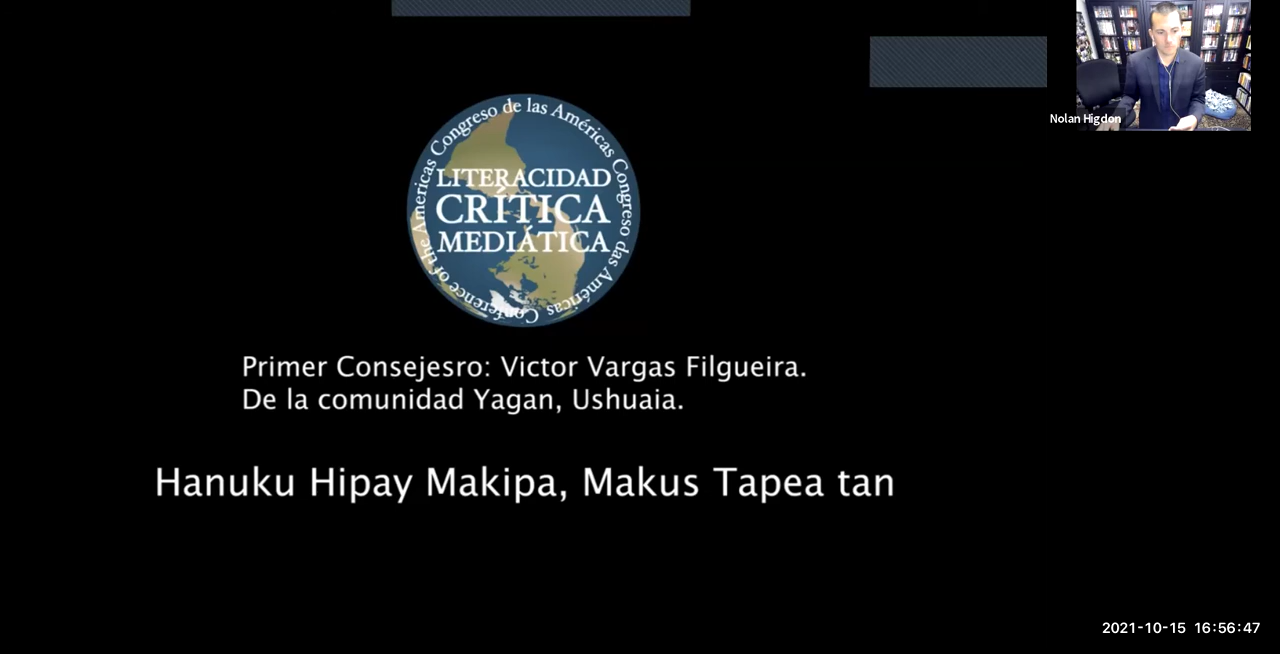 Congreso de las Américas Congreso das Américas Conference of the Americas
LITERACIDAD
CRÍTICA
MEDIÁTICA
Nolan Higdon
Primer Consejesro: Victor Vargas Filgueira.
De la comunidad Yagan, Ushuaia.
Hanuku Hipay Makipa, Makus Tapea tan
2021-10-15 16:56:47